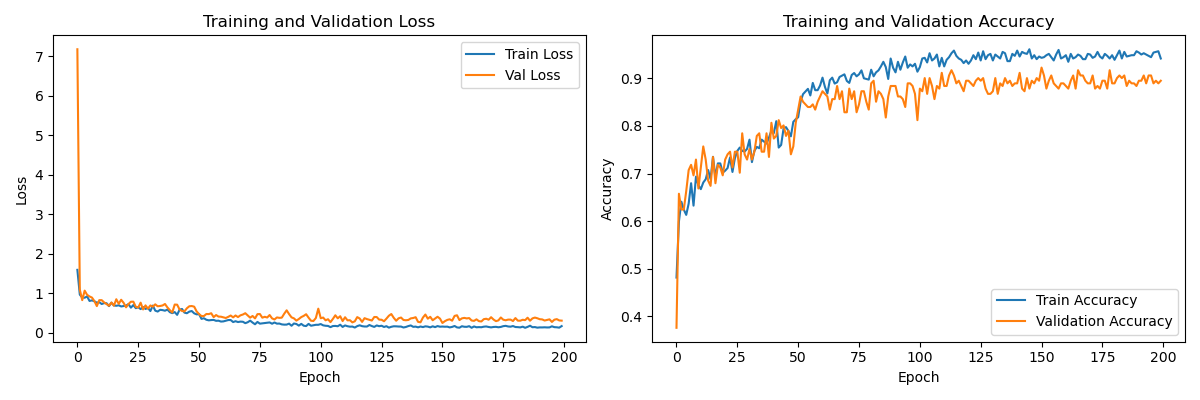 Training and Validation Loss
Loss
7
6
5
4
3
2
1
0
Train Loss
Val Loss
0 25 50 75 100 125 150 175 200
Epoch
Training and Validation Accuracy
Accuracy
0.9
0.8
0.7
0.6
0.5
0.4
Train Accuracy
Validation Accuracy
0 25 50 75 100 125 150 175 200
Epoch